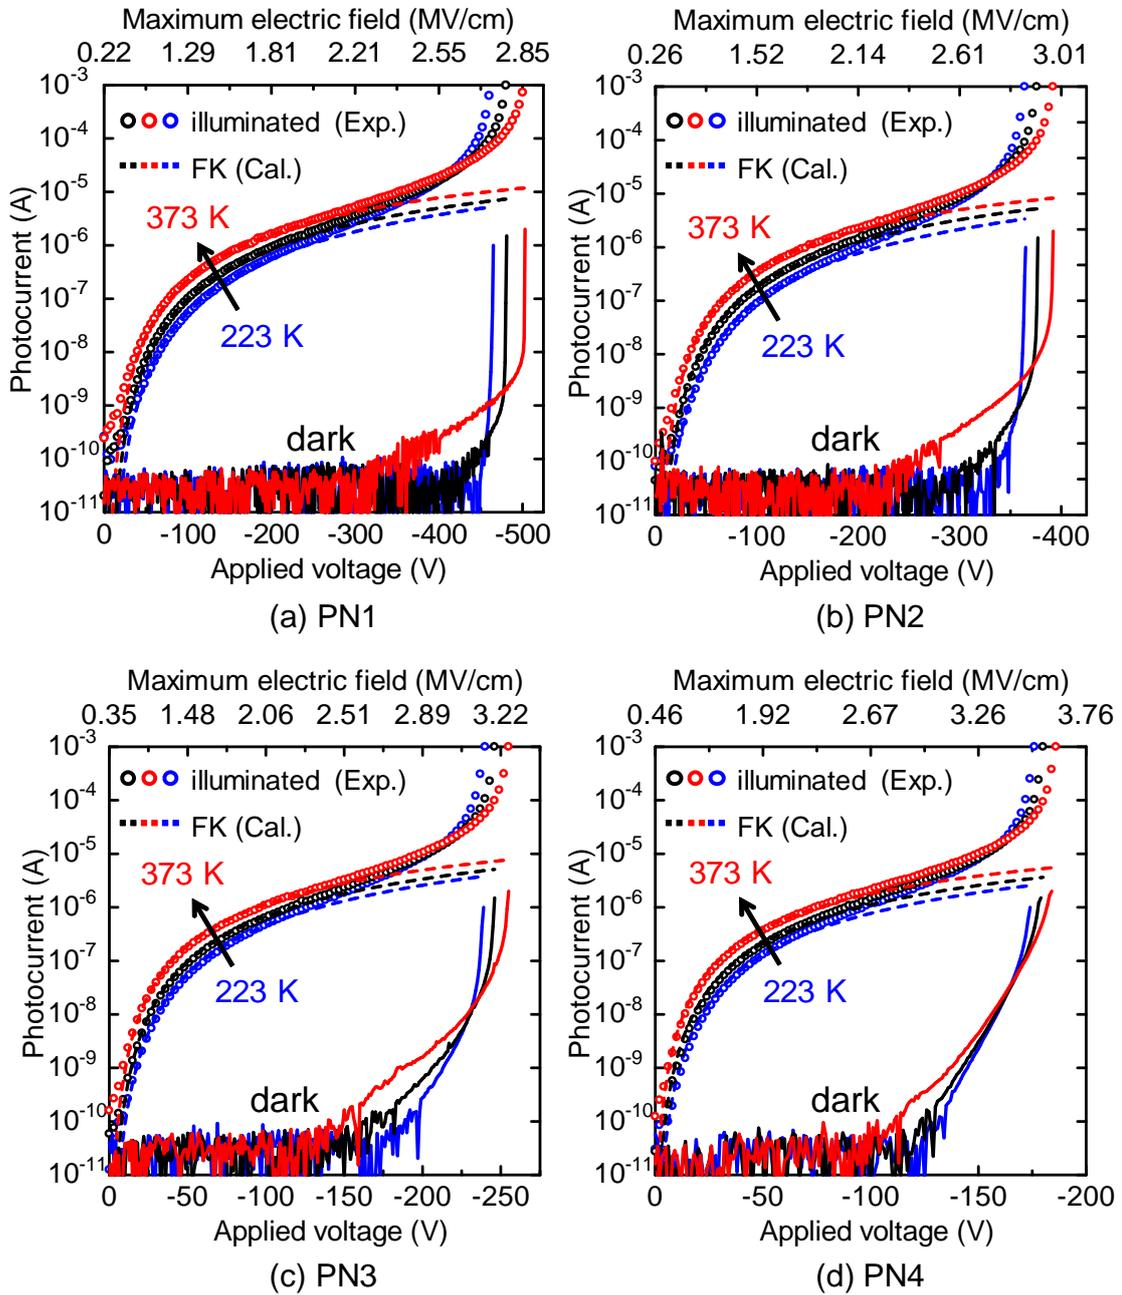 Maximum electric field (MV/cm)
0.22 1.29 1.81 2.21 2.55 2.85
10-3
illuminated (Exp.)
10-4
FK (Cal.)
10-5
373 K
10-6
10-7
223 K
10-8
10-9
dark
10-10
10-11
0 -100 -200 -300 -400 -500
Photocurrent (A)
Applied voltage (V)
(a) PN1
Maximum electric field (MV/cm)
0.26 1.52 2.14 2.61 3.01
10-3
illuminated (Exp.)
10-4
FK (Cal.)
10-5
373 K
10-6
10-7
223 K
10-8
10-9
dark
10-10
10-11
0 -100 -200 -300 -400
Photocurrent (A)
Applied voltage (V)
(b) PN2
Maximum electric field (MV/cm)
0.35 1.48 2.06 2.51 2.89 3.22
10-3
illuminated (Exp.)
10-4
FK (Cal.)
10-5
373 K
10-6
10-7
223 K
10-8
10-9
dark
10-10
10-11
0 -50 -100 -150 -200 -250
Photocurrent (A)
Applied voltage (V)
(c) PN3
Maximum electric field (MV/cm)
0.46 1.92 2.67 3.26 3.76
10-3
illuminated (Exp.)
10-4
FK (Cal.)
10-5
373 K
10-6
10-7
223 K
10-8
10-9
dark
10-10
10-11
0 -50 -100 -150 -200
Photocurrent (A)
Applied voltage (V)
(d) PN4